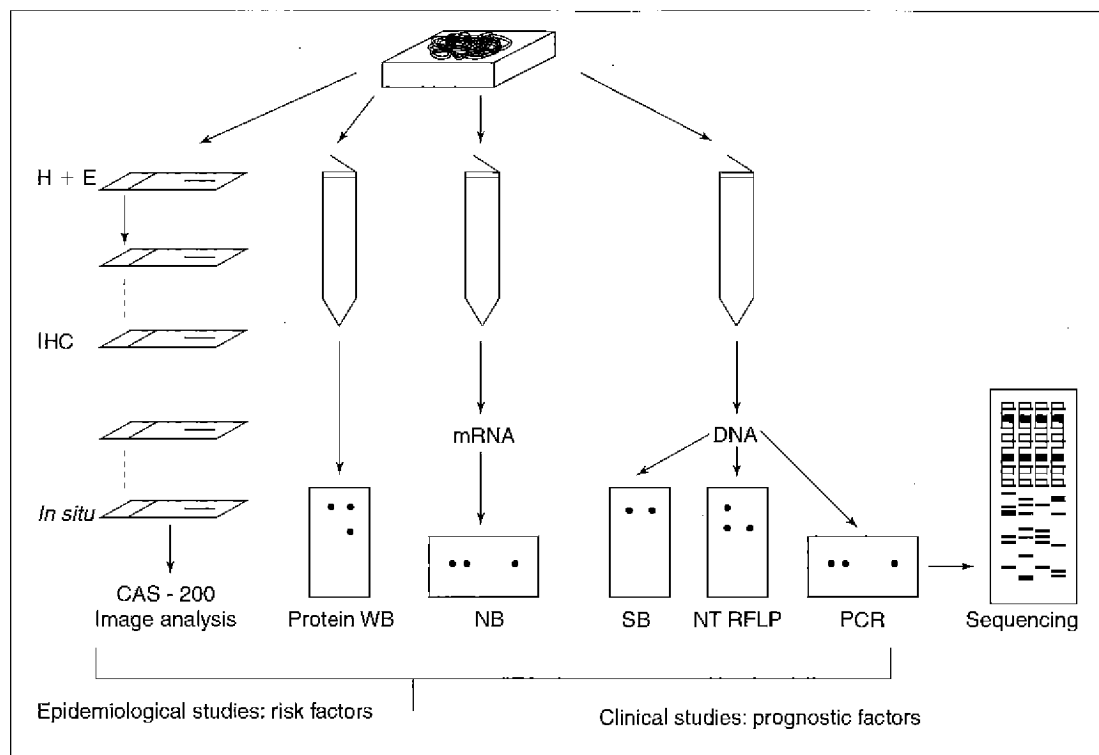 H + E
IHC
In situ
CAS - 200
Image analysis
Protein WB
mRNA
NB
DNA
SB
NT RFLP
PCR
Sequencing
Epidemiological studies: risk factors
Clinical studies: prognostic factors